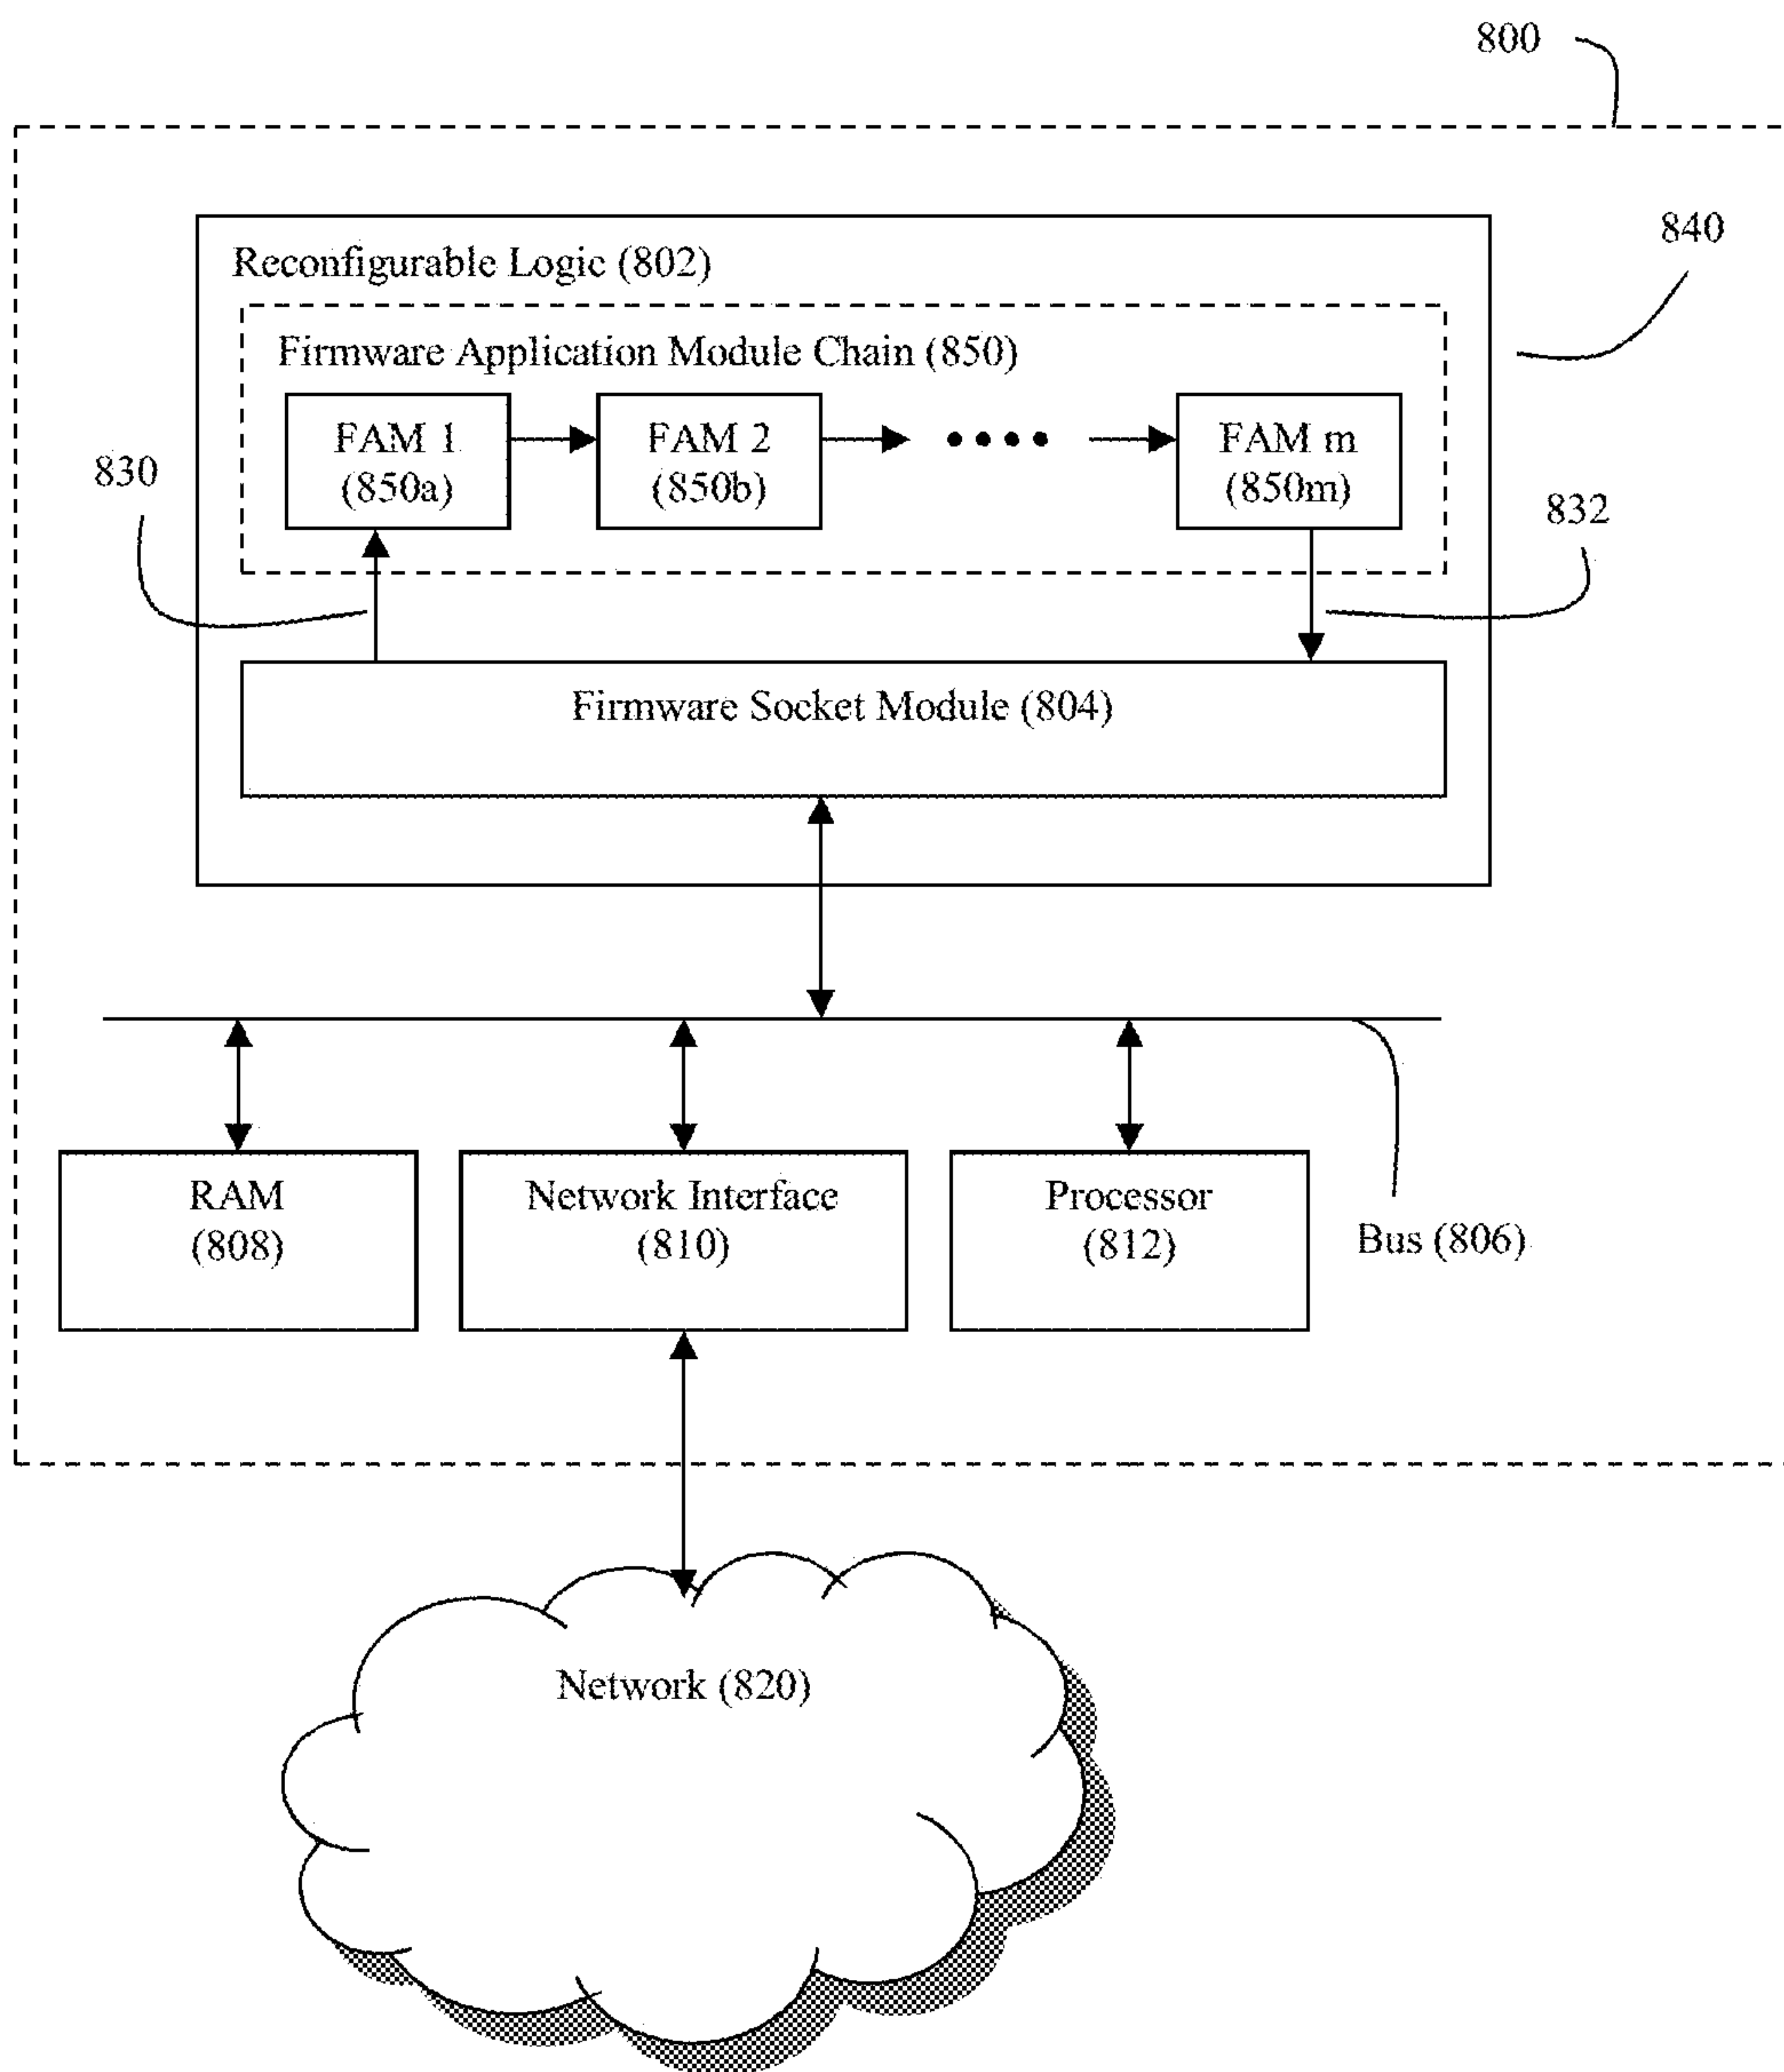 800
840
Reconfigurable Logic (802)
Firmware Application Module Chain (850)
FAM 1
(850a)
FAM 2
(850b)
FAM m
(850m)
830
832
Firmware Socket Module (804)
RAM
(808)
Network Interface
(810)
Processor
(812)
Bus (806)
Network (820)